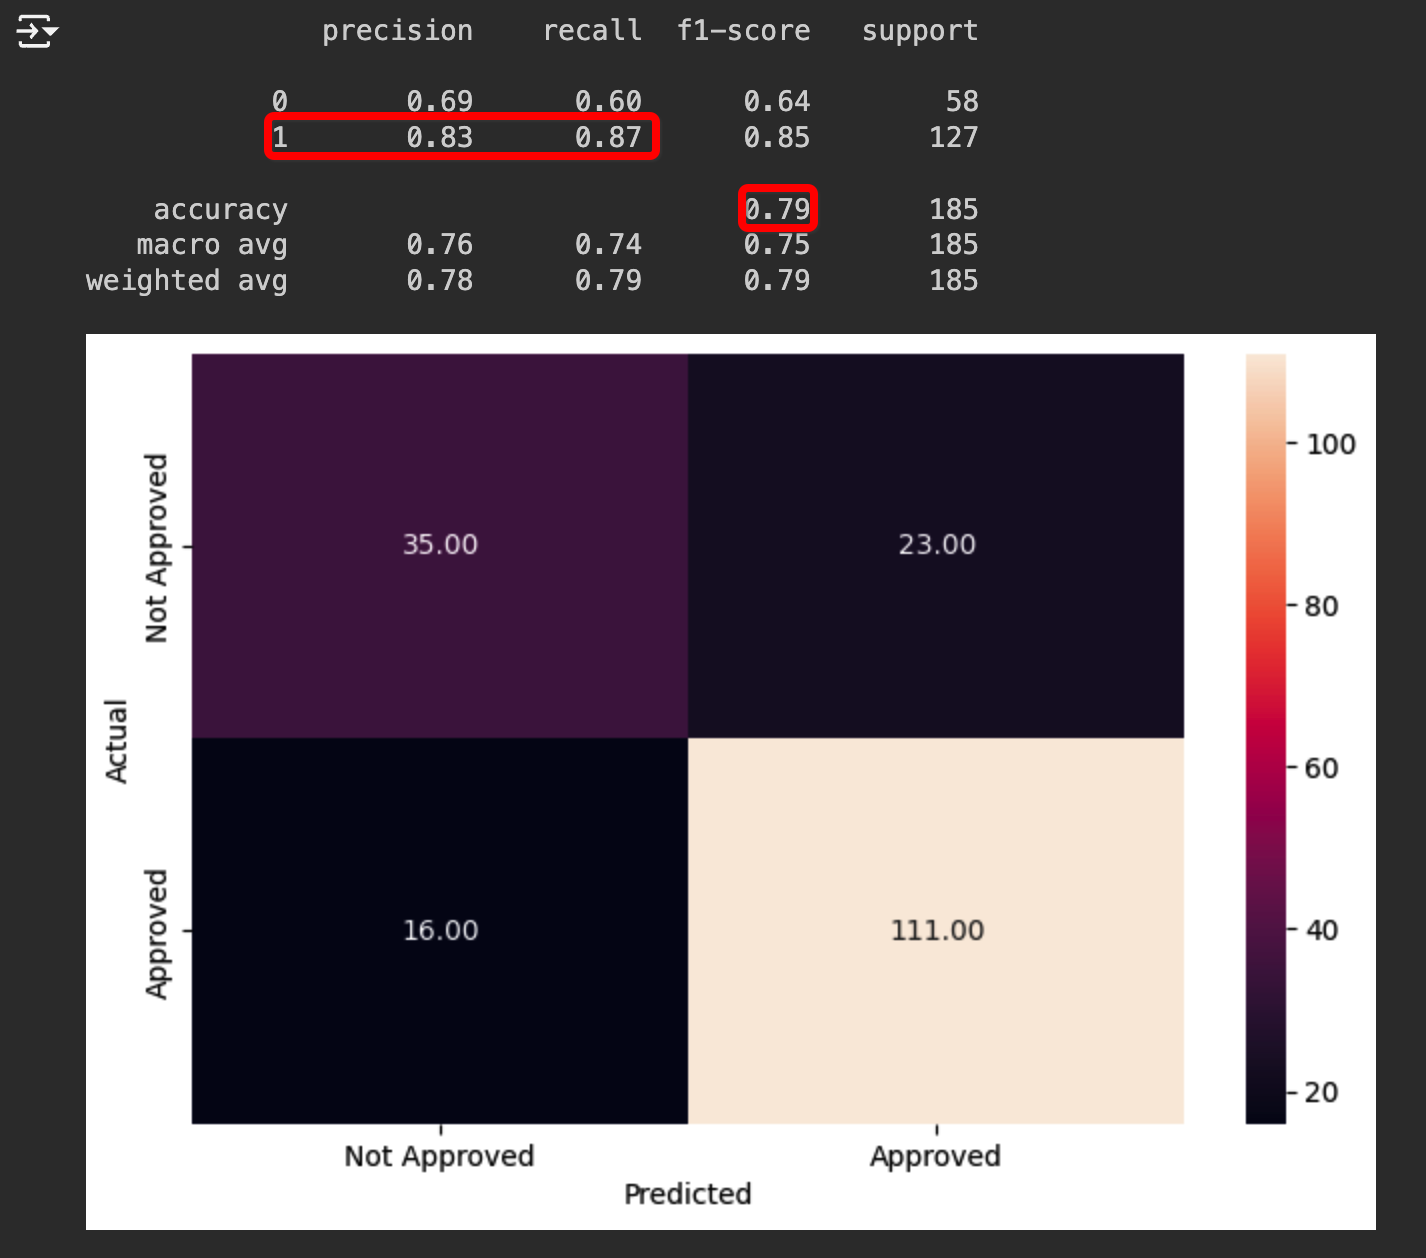 precision recall f1-score support
0 0.69 0.60 0.64 58
1 0.83 0.87 0.85 127
accuracy 0.79 185
macro avg 0.76 0.74 0.75 185
weighted avg 0.78 0.79 0.79 185
Actual
Not Approved
Approved
35.00 23.00
16.00 111.00
Not Approved Approved
Predicted
100
80
60
40
20